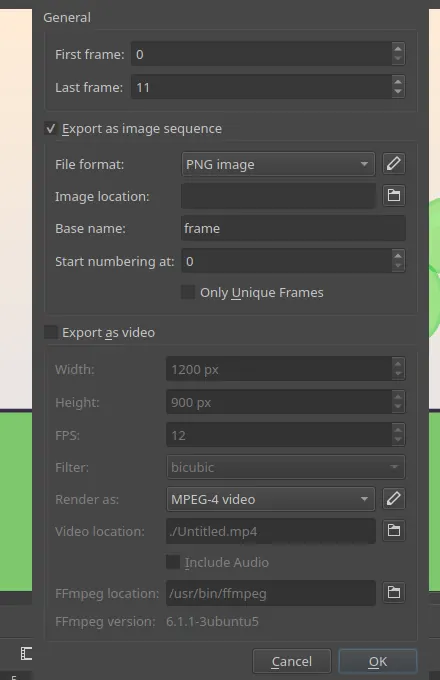 General
First frame: 0
Last frame: 11
Export as image sequence
File format: PNG image
Image location:
Base name: frame
Start numbering at: 0
Only Unique Frames
Export as video
Width: 1200 px
Height: 900 px
FPS: 12
Filter: bicubic
Render as: MPEG-4 video
Video location: ./Untitled.mp4
Include Audio
FFmpeg location: /usr/bin/ffmpeg
FFmpeg version: 6.1.1-3ubuntu5
Cancel OK